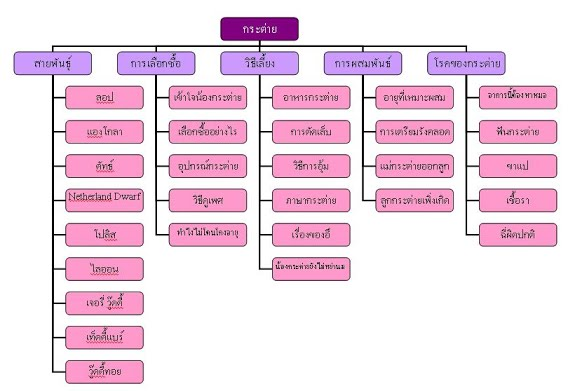 กระต่าย
สายพันธุ์
การเลือกซื้อ
วิธีเลี้ยง
การผสมพันธุ์
โรคของกระต่าย
ลอป
แองโกลา
ดัทช์
Netherland Dwarf
โปลิส
ไลออน
เจอรี่ วู๊ดดี้
เท็ดดี้แบร์
วู๊ดดี้ทอย
เข้าใจน้องกระต่าย
เลือกซื้ออย่างไร
อุปกรณ์กระต่าย
วิธีดูเพศ
ทำไงไม่โดนโกงอายุ
อาหารกระต่าย
การตัดเล็บ
วิธีการอุ้ม
ภาษากระต่าย
เรื่องของอึ
น้องกระต่ายยังไม่หย่านม
อายุที่เหมาะผสม
การเตรียมรังคลอด
แม่กระต่ายออกลูก
ลูกกระต่ายเพิ่งเกิด
อาการนี้ต้องหาหมอ
ฟันกระต่าย
ขาแป
เชื้อรา
ฉี่ผิดปกติ